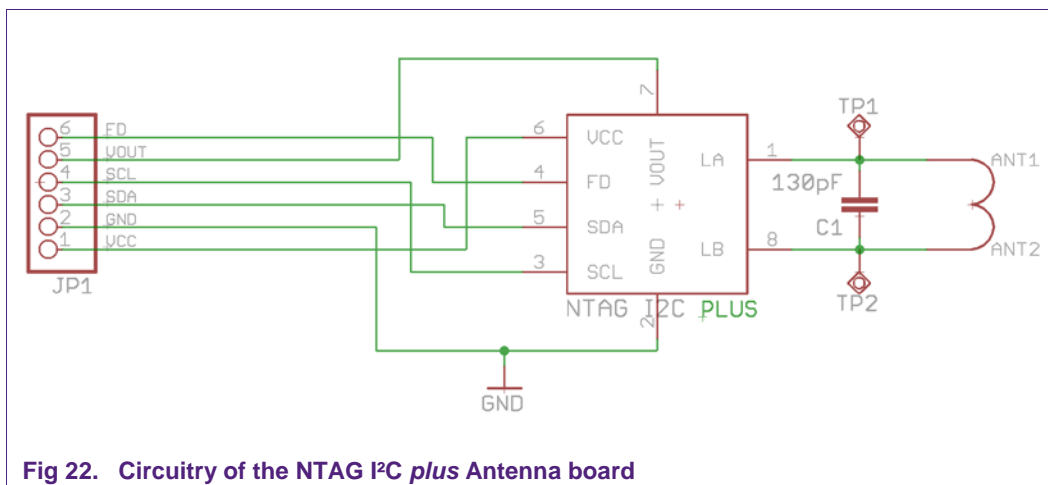 7
TP1
6 FD
5 VOUT
4 SCL
3 SDA
2 GND
1 VCC
JP1
6 VCC
4 FD
5 SDA
3 SCL
VOUT
GND
LA 1
LB 8
2
NTAG I2C PLUS
130pF
C1
ANT1
ANT2
TP2
GND
Fig 22. Circuitry of the NTAG I²C plus Antenna board